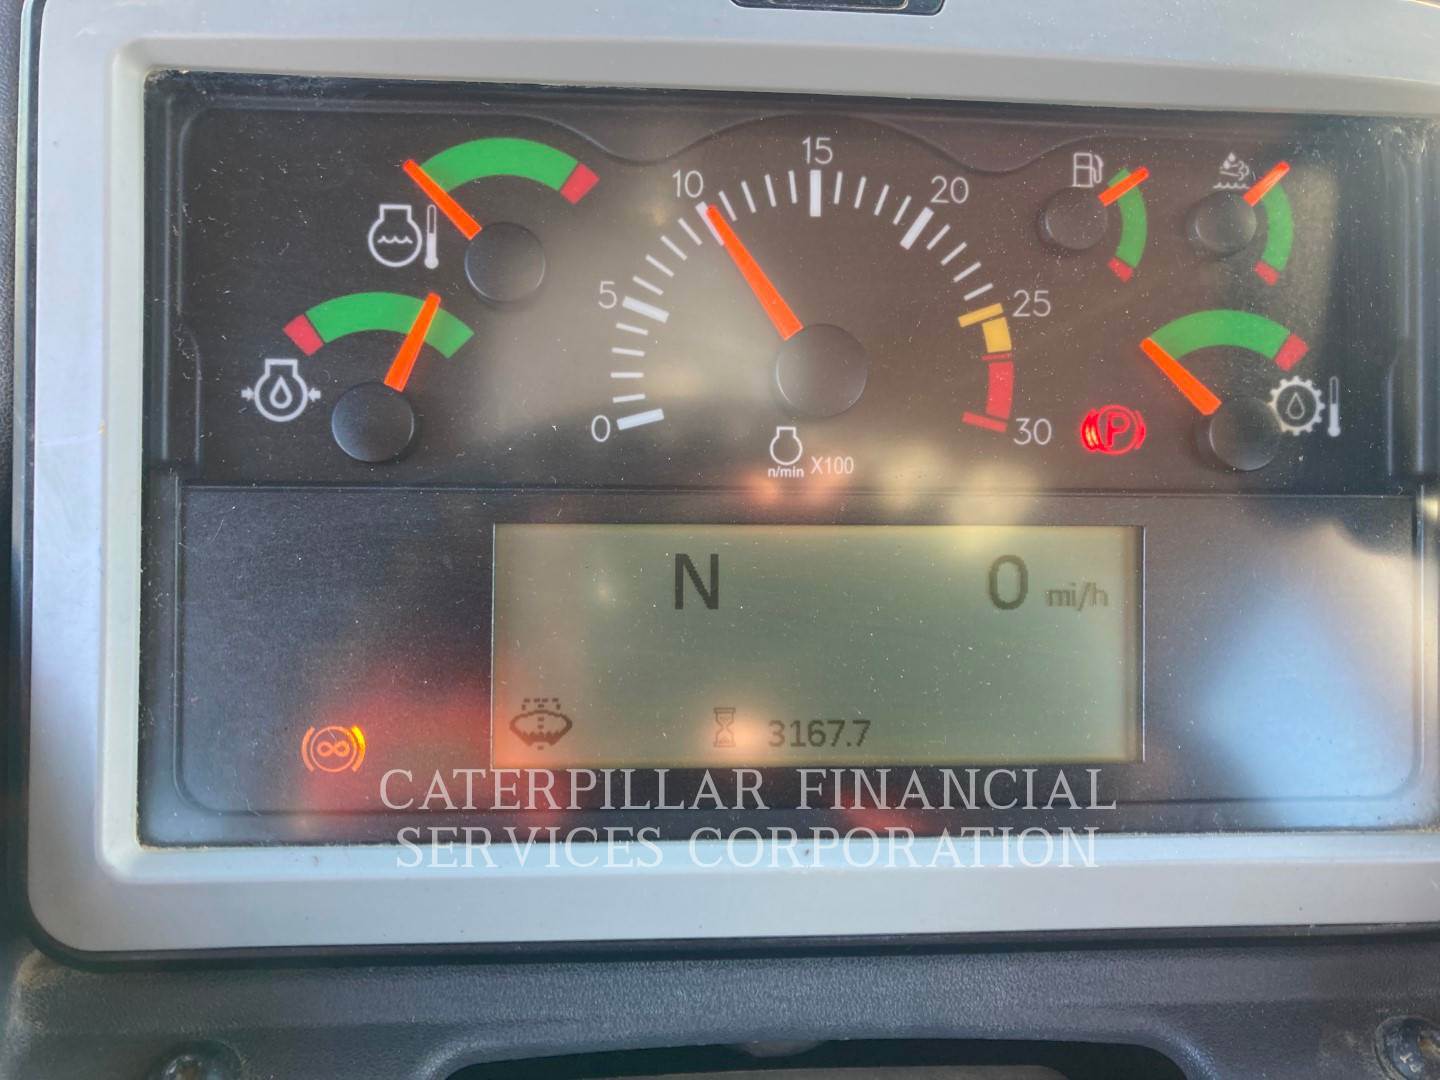 15
10 20
5 25
0 30
P
n/min X100
N 0 mi/h
3167.7
CATERPILLAR FINANCIAL
SERVICES CORPORATION